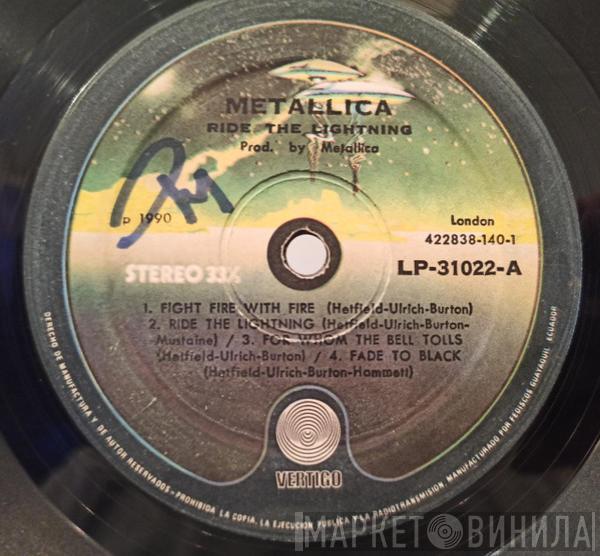 METALLICA
RIDE THE LIGHTNING
Prod. by Metallica
P 1990
London
422838-140-1
STEREO 33⅓
LP-31022-A
1. FIGHT FIRE WITH FIRE (Hetfield-Ulrich-Burton)
2. RIDE THE LIGHTNING (Hetfield-Ulrich-Burton-
Mustaine) / 3. FOR WHOM THE BELL TOLLS
(Hetfield-Ulrich-Burton) / 4. FADE TO BLACK
(Hetfield-Ulrich-Burton-Hammett)
VERTIGO
DERECHO DE MANUFACTURA Y DE AUTOR RESERVADOS - PROHIBIDA LA COPIA, LA EJECUCION PUBLICA Y LA RADIOTRANSMISION. MANUFACTURADO POR FEDISCOS GUAYAQUIL ECUADOR
МАРКЕТ ВИНИЛА